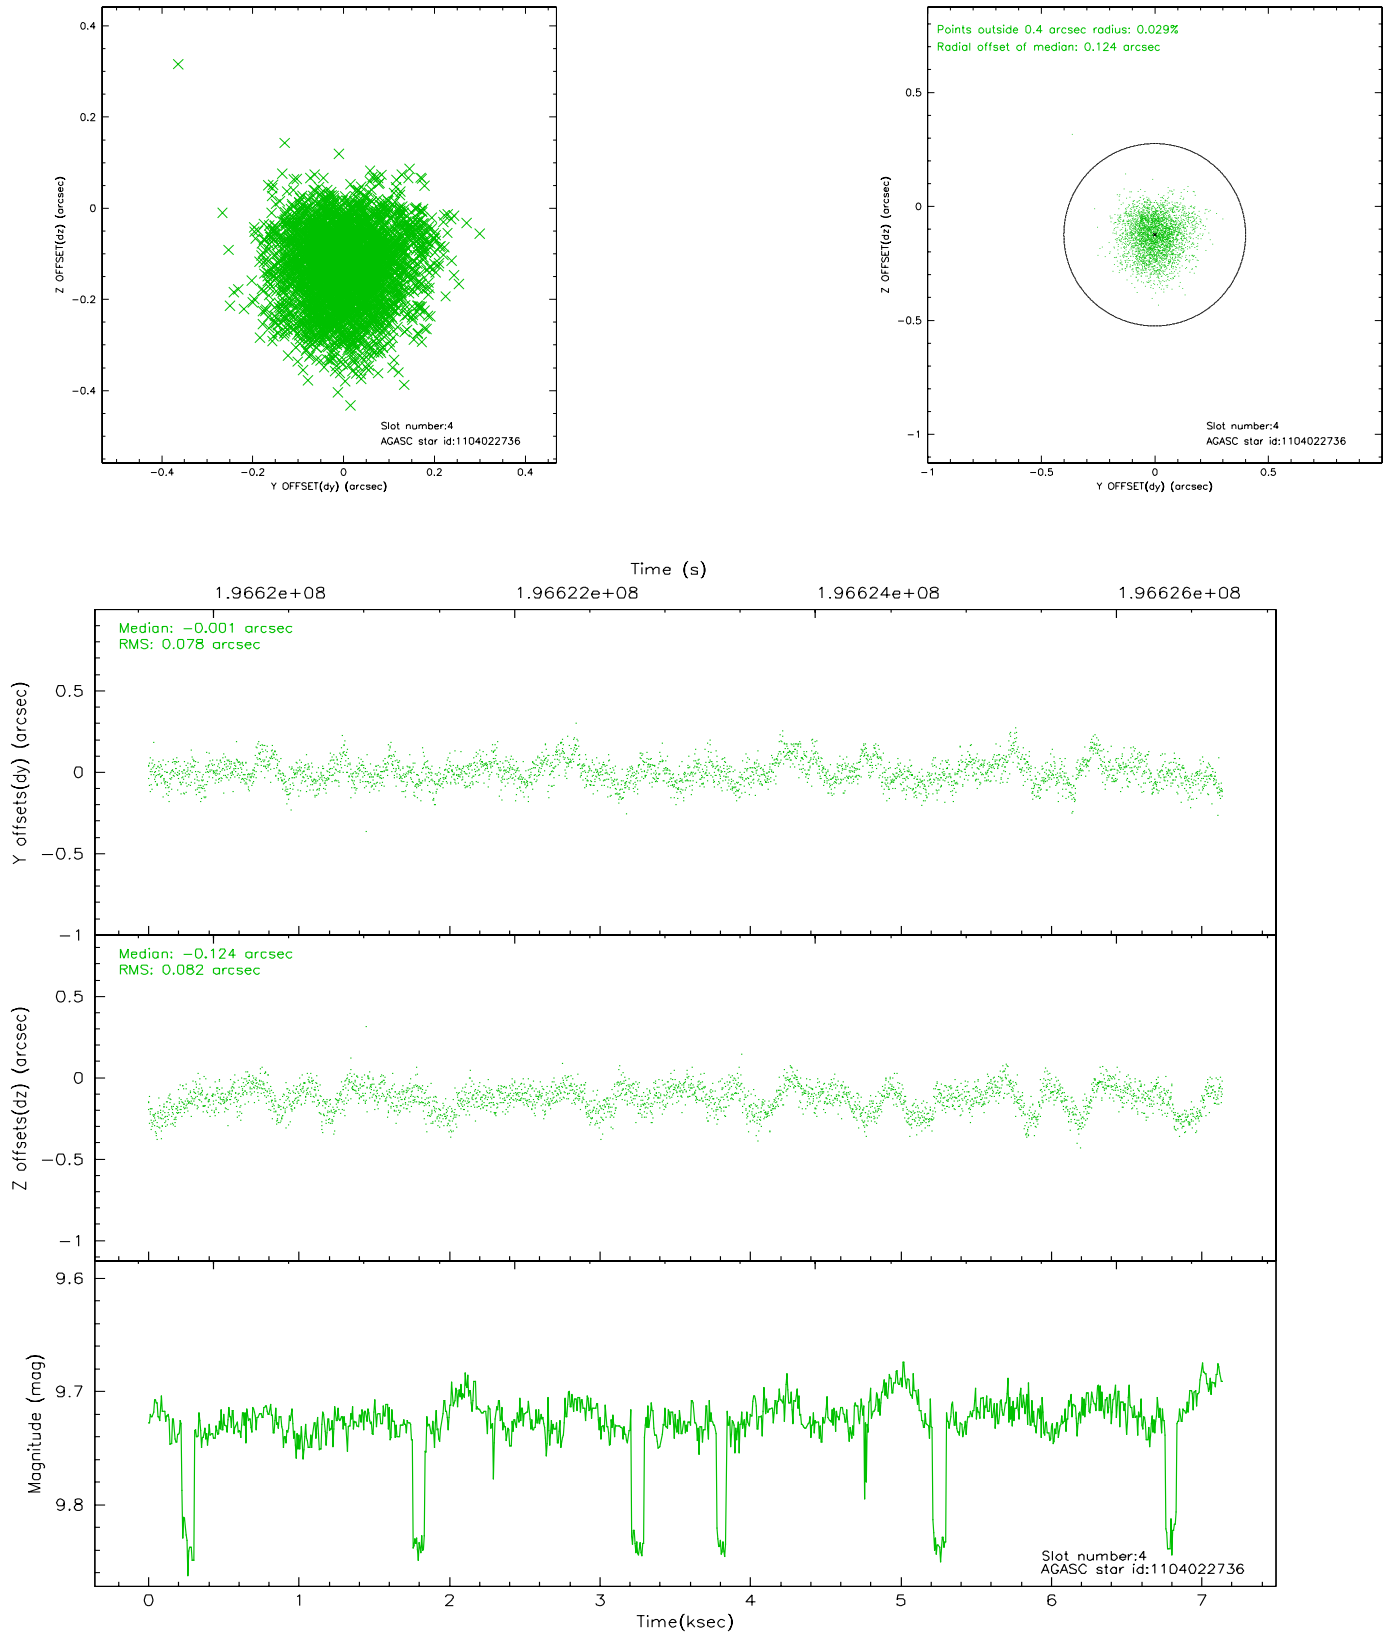 0.4
0.2
0
−0.2
−0.4
Z OFFSET(dz) (arcsec)
Slot number:4
AGASC star id:1104022736
−0.4 −0.2 0 0.2 0.4
Y OFFSET(dy) (arcsec)
Points outside 0.4 arcsec radius: 0.029%
Radial offset of median: 0.124 arcsec
0.5
0
−0.5
−1
Z OFFSET(dz) (arcsec)
Slot number:4
AGASC star id:1104022736
−1 −0.5 0 0.5
Y OFFSET(dy) (arcsec)
Time (s)
1.9662e+08 1.96622e+08 1.96624e+08 1.96626e+08
Median: −0.001 arcsec
RMS: 0.078 arcsec
0.5
0
−0.5
−1
Y offsets(dy) (arcsec)
Median: −0.124 arcsec
RMS: 0.082 arcsec
0.5
0
−0.5
−1
Z offsets(dz) (arcsec)
9.6
9.7
9.8
Magnitude (mag)
Slot number:4
AGASC star id:1104022736
0 1 2 3 4 5 6 7
Time(ksec)